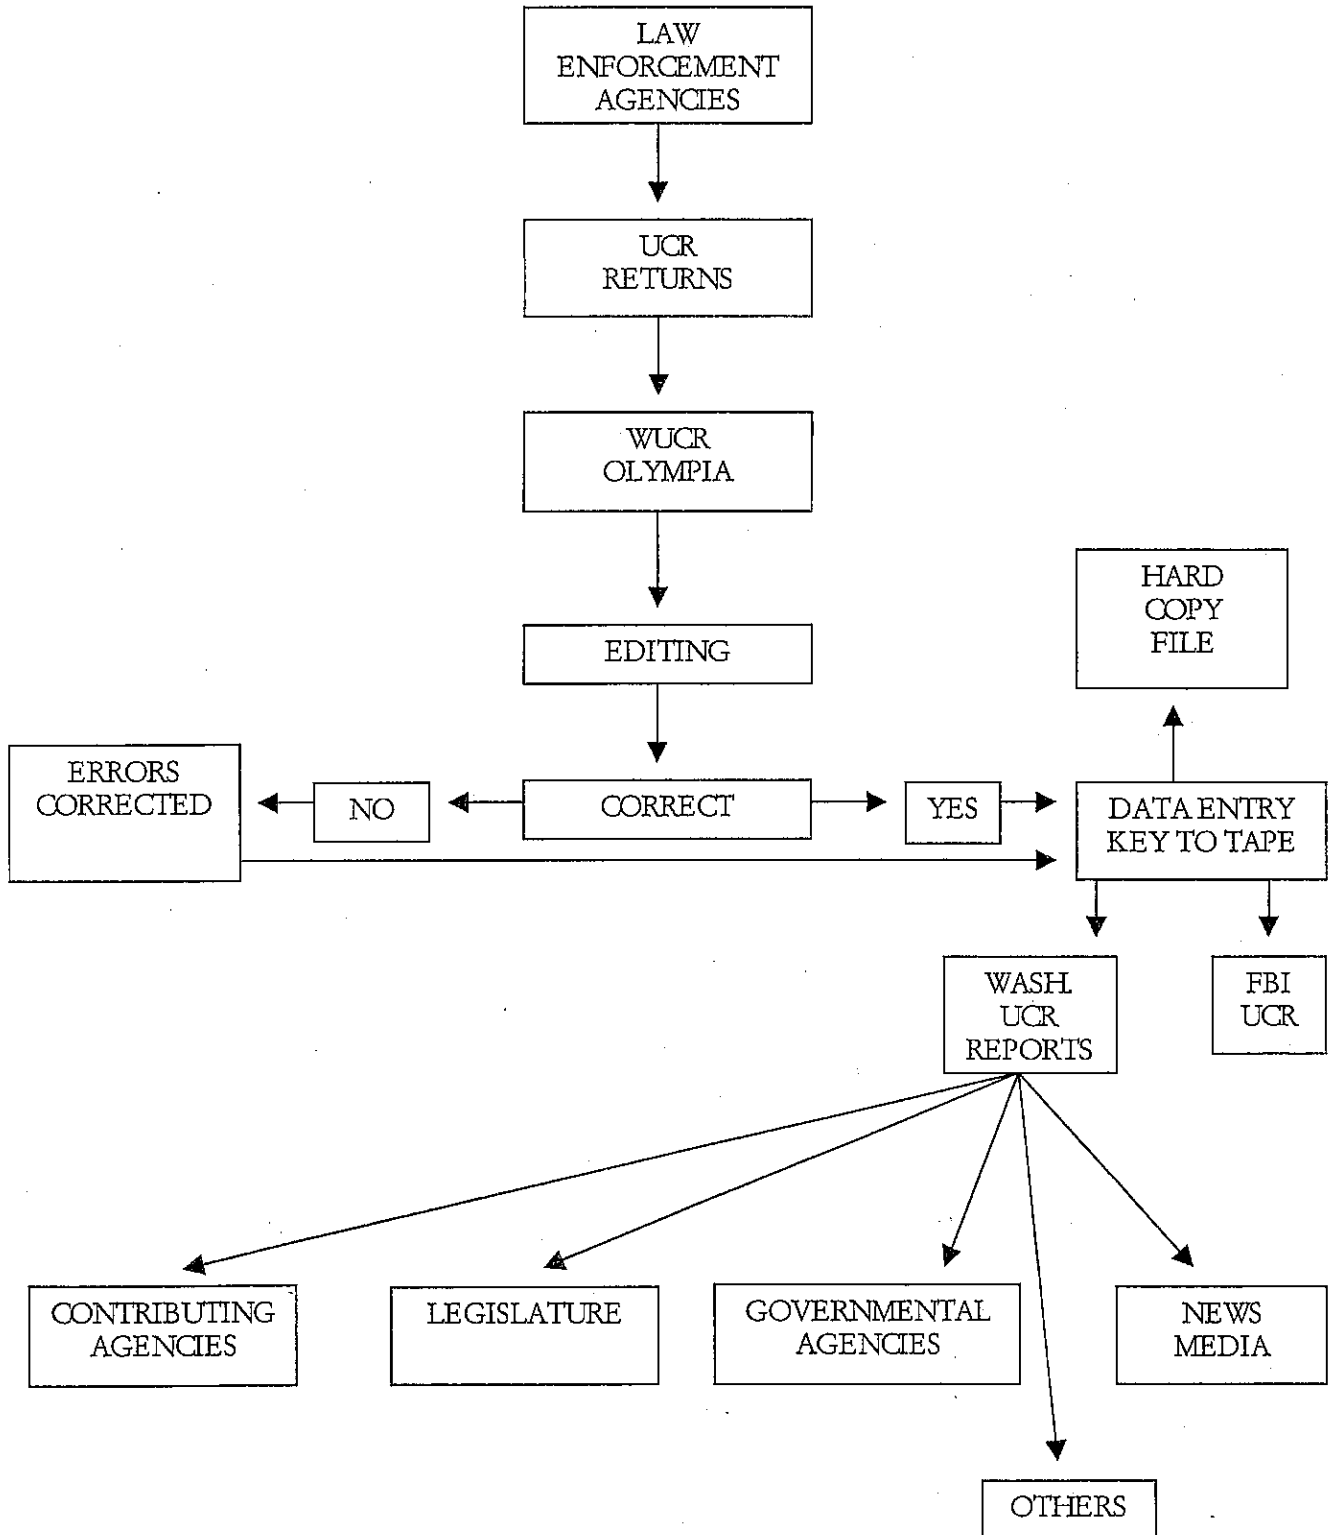 LAW
ENFORCEMENT
AGENCIES
UCR
RETURNS
WUCR
OLYMPIA
EDITING
HARD
COPY
FILE
ERRORS
CORRECTED
NO
CORRECT
YES
DATA ENTRY
KEY TO TAPE
WASH.
UCR
REPORTS
FBI
UCR
CONTRIBUTING
AGENCIES
LEGISLATURE
GOVERNMENTAL
AGENCIES
NEWS
MEDIA
OTHERS